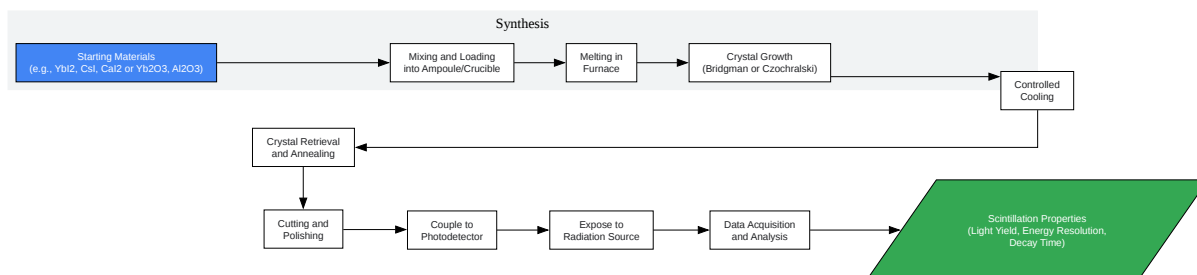 Synthesis
Starting Materials
(e.g., YbI2, CsI, CaI2 or Yb2O3, Al2O3)
Mixing and Loading
into Ampoule/Crucible
Melting in
Furnace
Crystal Growth
(Bridgman or Czochralski)
Controlled
Cooling
Crystal Retrieval
and Annealing
Cutting and
Polishing
Couple to
Photodetector
Expose to
Radiation Source
Data Acquisition
and Analysis
Scintillation Properties
(Light Yield, Energy Resolution,
Decay Time)